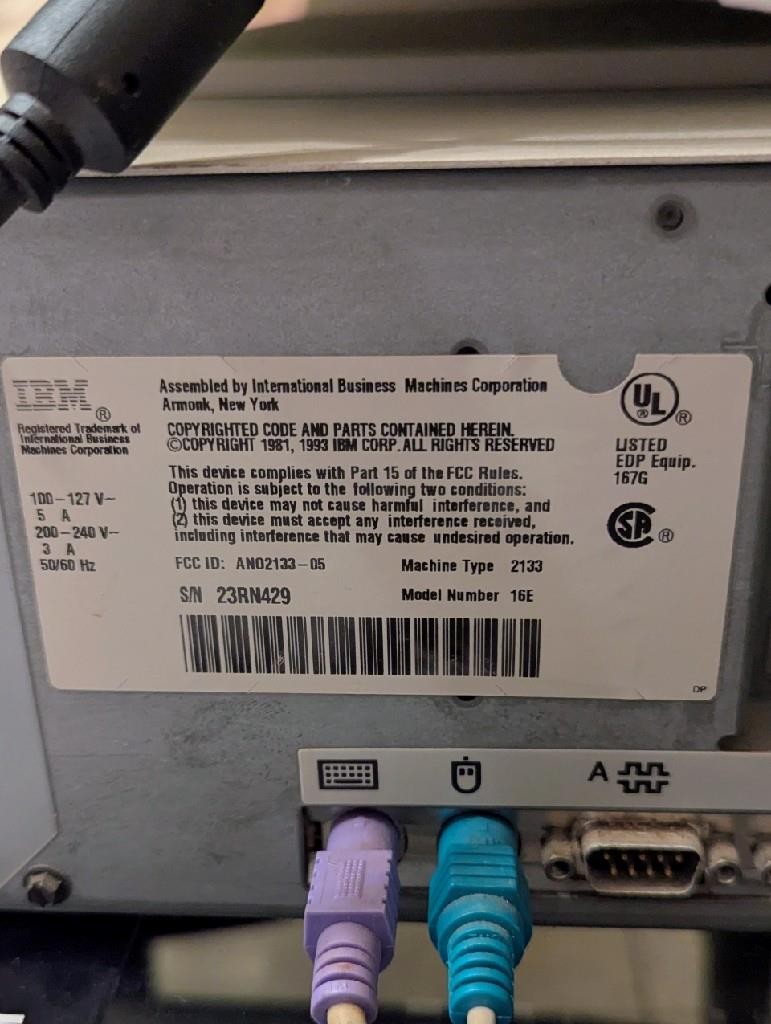 IBM ®
Registered Trademark of
International Business
Machines Corporation
100-127 V~
5 A
200-240 V~
3 A
50/60 Hz
Assembled by International Business Machines Corporation
Armonk, New York
COPYRIGHTED CODE AND PARTS CONTAINED HEREIN.
©COPYRIGHT 1981, 1993 IBM CORP. ALL RIGHTS RESERVED
This device complies with Part 15 of the FCC Rules.
Operation is subject to the following two conditions:
(1) this device may not cause harmful interference, and
(2) this device must accept any interference received,
including interference that may cause undesired operation.
FCC ID: ANO2133-05 Machine Type 2133
S/N 23RN429 Model Number 16E
UL ®
LISTED
EDP Equip.
167G
SA ®
DP
A